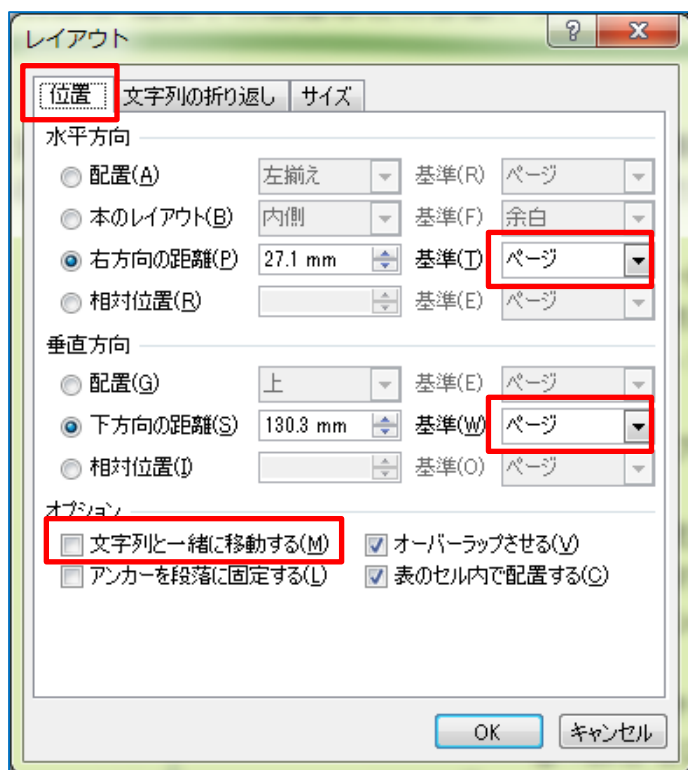 レイアウト
位置 文字列の折り返し サイズ
水平方向
配置(A) 左揃え 基準(R) ページ
本のレイアウト(B) 内側 基準(F) 余白
右方向の距離(P) 27.1 mm 基準(T) ページ
相対位置(R) 基準(E) ページ
垂直方向
配置(G) 上 基準(E) ページ
下方向の距離(S) 130.3 mm 基準(W) ページ
相対位置(I) 基準(O) ページ
オプション
文字列と一緒に移動する(M) オーバーラップさせる(V)
アンカーを段落に固定する(L) 表のセル内で配置する(C)
OK キャンセル